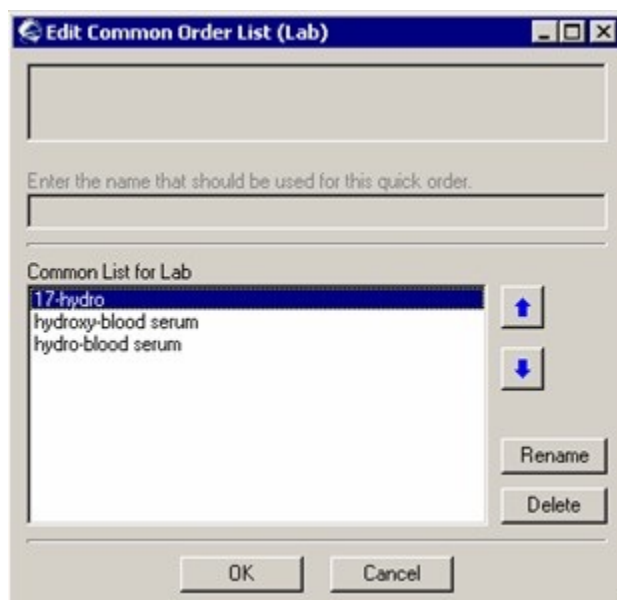 Edit Common Order List (Lab)
Enter the name that should be used for this quick order.
Common List for Lab
17-hydro
hydroxy-blood serum
hydro-blood serum
Rename
Delete
OK
Cancel